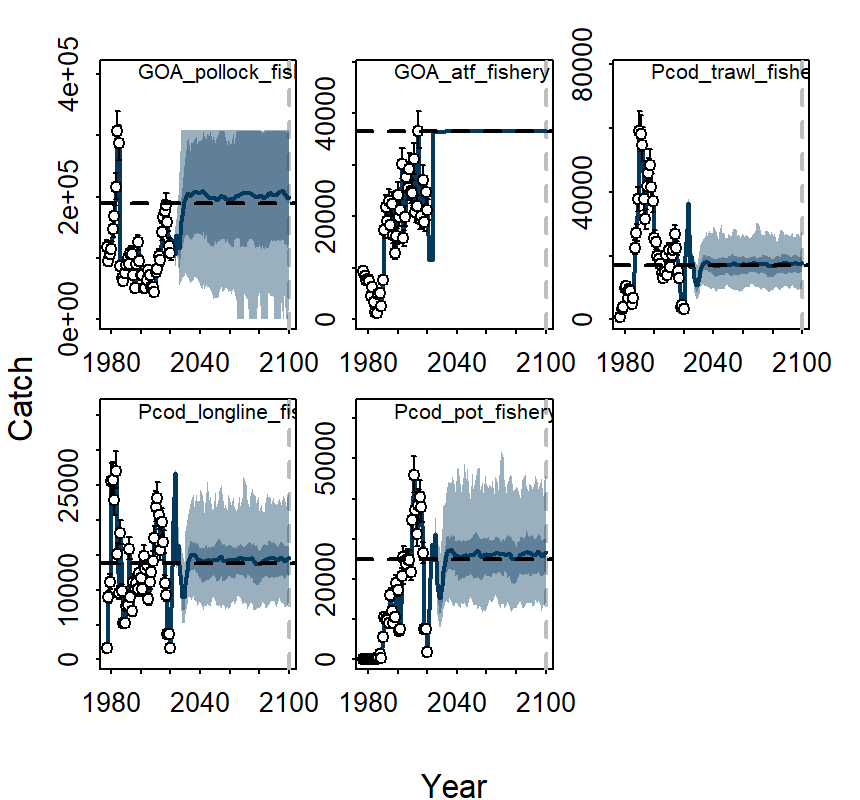 GOA_pollock_fisl
GOA_atf_fishery
Pcod_trawl_fishe
0e+00 2e+05 4e+05
0 20000 40000
0 40000 80000
1980 2040 2100
1980 2040 2100
1980 2040 2100
Catch
Pcod_longline_fis
Pcod_pot_fishery
0 10000 25000
0 20000 50000
1980 2040 2100
1980 2040 2100
Year